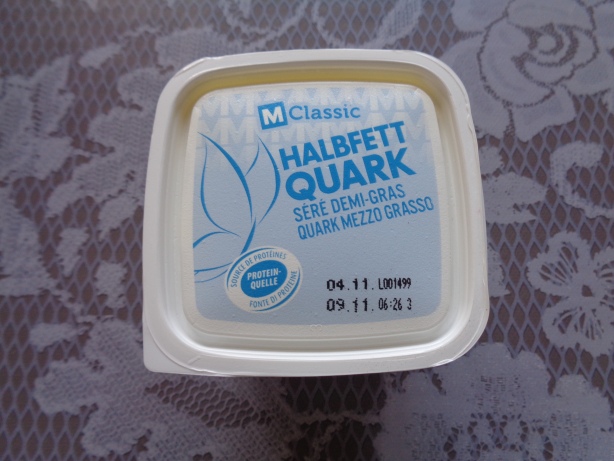 M Classic
HALBFETT
QUARK
SÉRÉ DEMI-GRAS
QUARK MEZZO GRASSO
SOURCE DE PROTÉINES
PROTEIN-
QUELLE
FONTE DI PROTEINE
04.11. L001499
09.11. 06:26 3